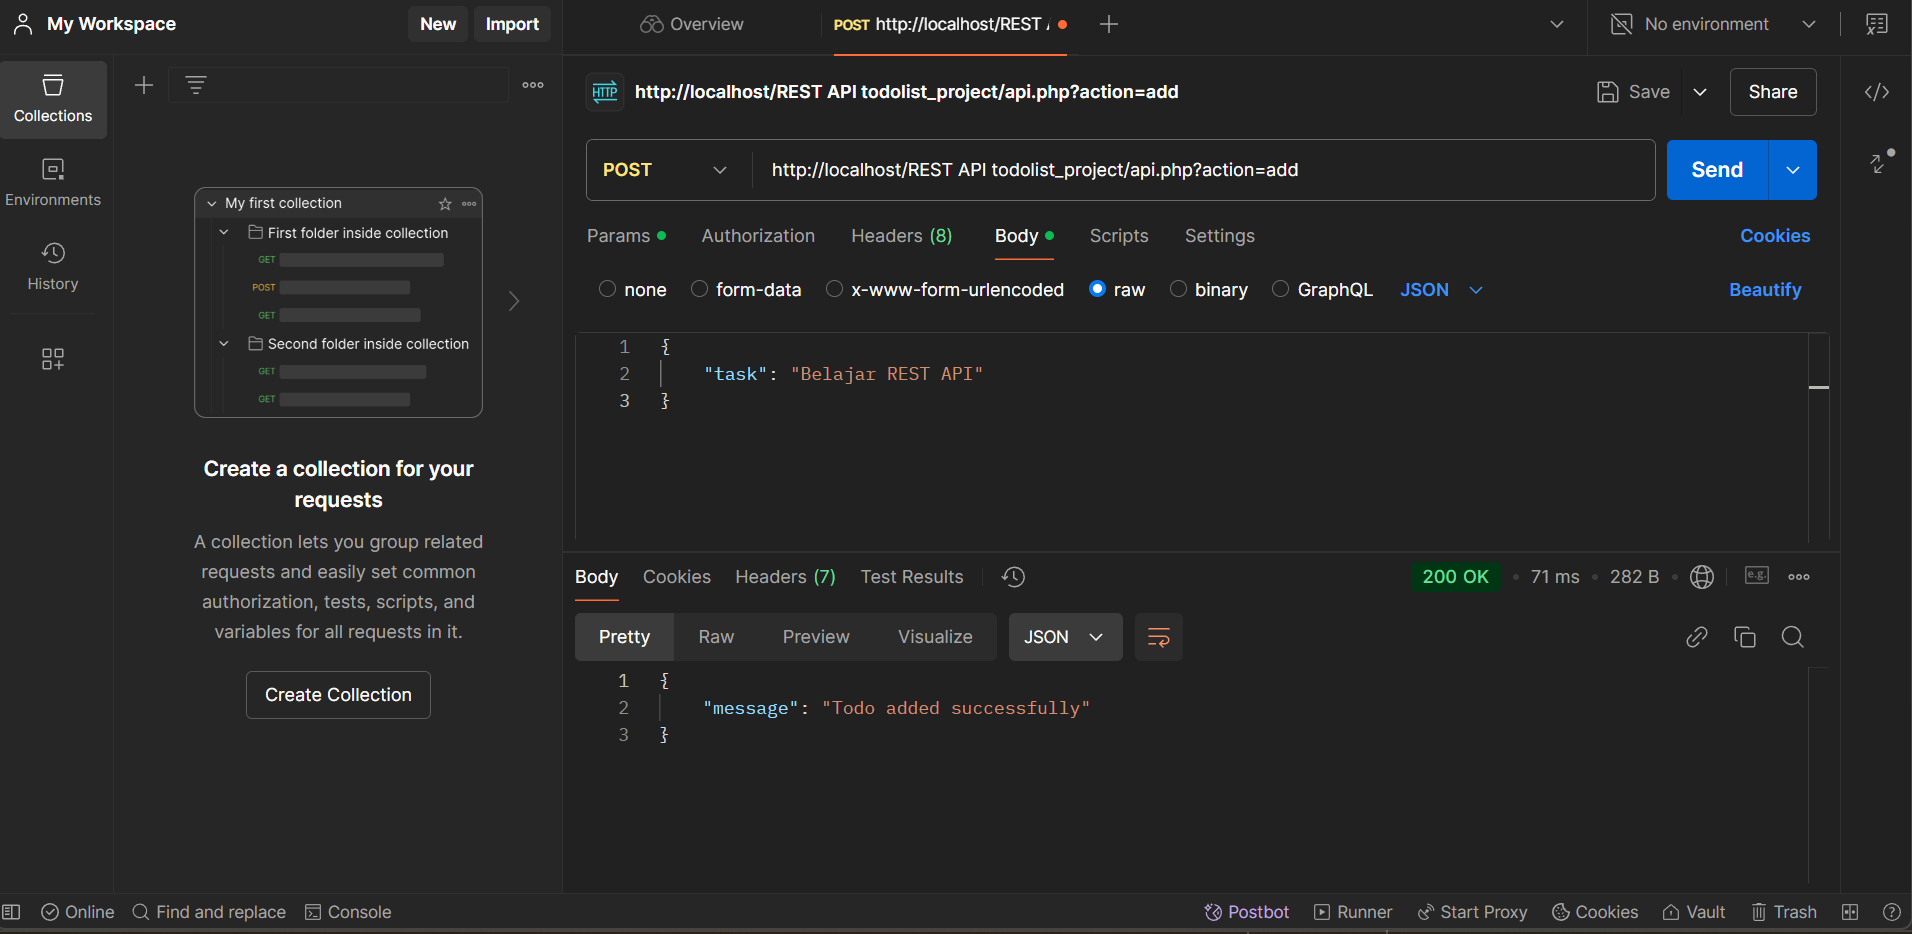 My Workspace
New
Import
Overview
POST http://localhost/REST A
No environment
Collections
Environments
History
My first collection
First folder inside collection
GET
POST
GET
Second folder inside collection
GET
GET
Create a collection for your
requests
A collection lets you group related
requests and easily set common
authorization, tests, scripts, and
variables for all requests in it.
Create Collection
HTTP
http://localhost/REST API todolist_project/api.php?action=add
Save
Share
POST
http://localhost/REST API todolist_project/api.php?action=add
Send
Params
Authorization
Headers (8)
Body
Scripts
Settings
Cookies
none
form-data
x-www-form-urlencoded
raw
binary
GraphQL
JSON
Beautify
1 {
2 "task": "Belajar REST API"
3 }
Body
Cookies
Headers (7)
Test Results
200 OK
71 ms
282 B
e.g.
Pretty
Raw
Preview
Visualize
JSON
1 {
2 "message": "Todo added successfully"
3 }
Online
Find and replace
Console
Postbot
Runner
Start Proxy
Cookies
Vault
Trash